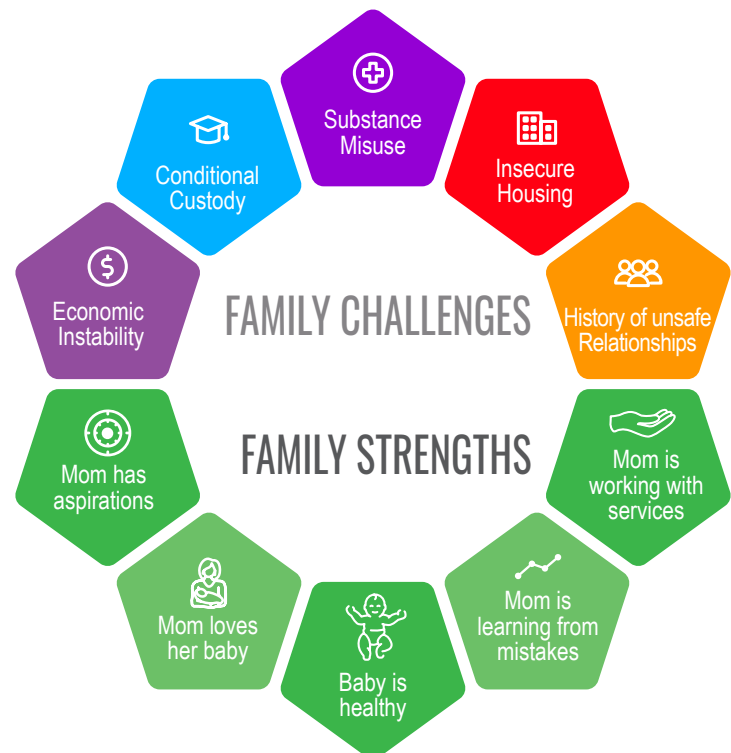 Substance
Misuse
Conditional
Custody
Insecure
Housing
Economic
Instability
FAMILY CHALLENGES
History of unsafe
Relationships
FAMILY STRENGTHS
Mom has
aspirations
Mom is
working with
services
Mom loves
her baby
Mom is
learning from
mistakes
Baby is
healthy